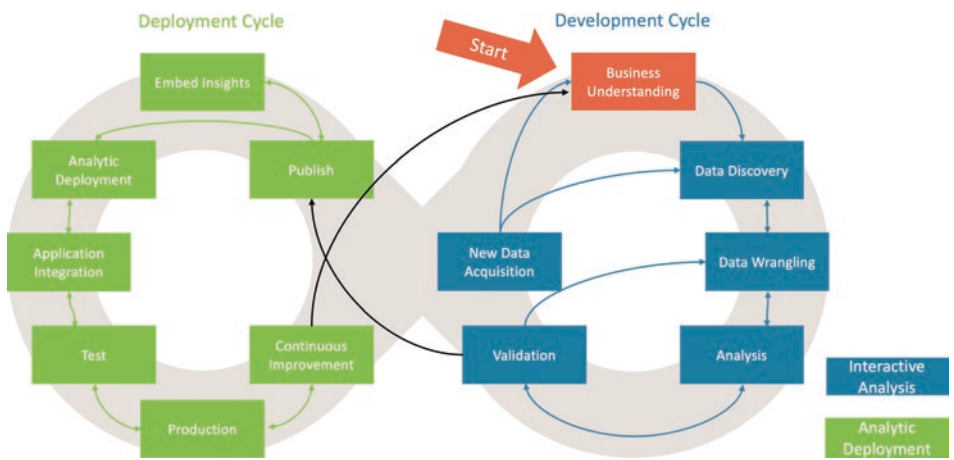 Deployment Cycle
Development Cycle
Start
Embed Insights
Business
Understanding
Analytic
Deployment
Publish
Data Discovery
Application
Integration
New Data
Acquisition
Data Wrangling
Test
Continuous
Improvement
Validation
Analysis
Interactive
Analysis
Production
Analytic
Deployment